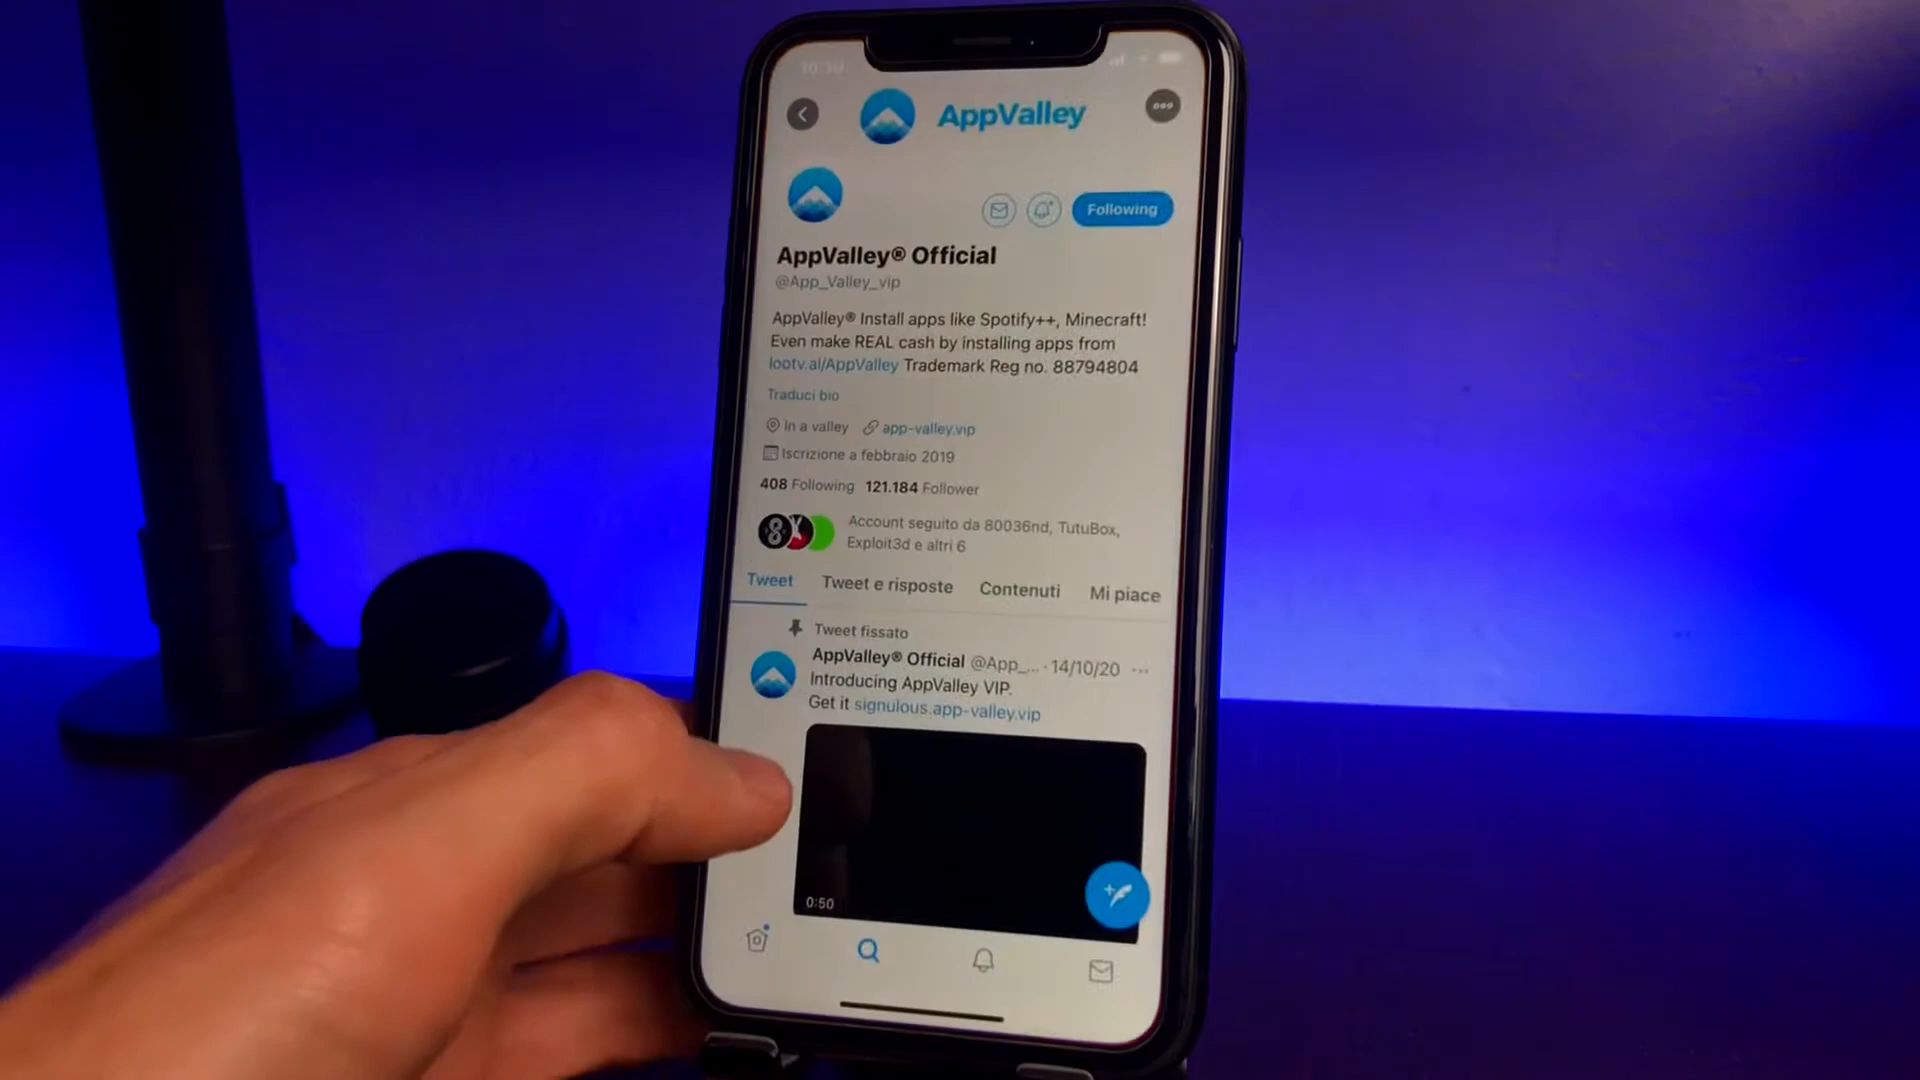 10:30
AppValley
Following
AppValley® Official
@App_Valley_vip
AppValley® Install apps like Spotify++, Minecraft!
Even make REAL cash by installing apps from
lootv.al/AppValley Trademark Reg no. 88794804
Traduci bio
In a valley app-valley.vip
Iscrizione a febbraio 2019
408 Following 121.184 Follower
Account seguito da 80036nd, TutuBox,
Exploit3d e altri 6
Tweet Tweet e risposte Contenuti Mi piace
Tweet fissato
AppValley® Official @App_... · 14/10/20 ...
Introducing AppValley VIP.
Get it signulous.app-valley.vip
0:50